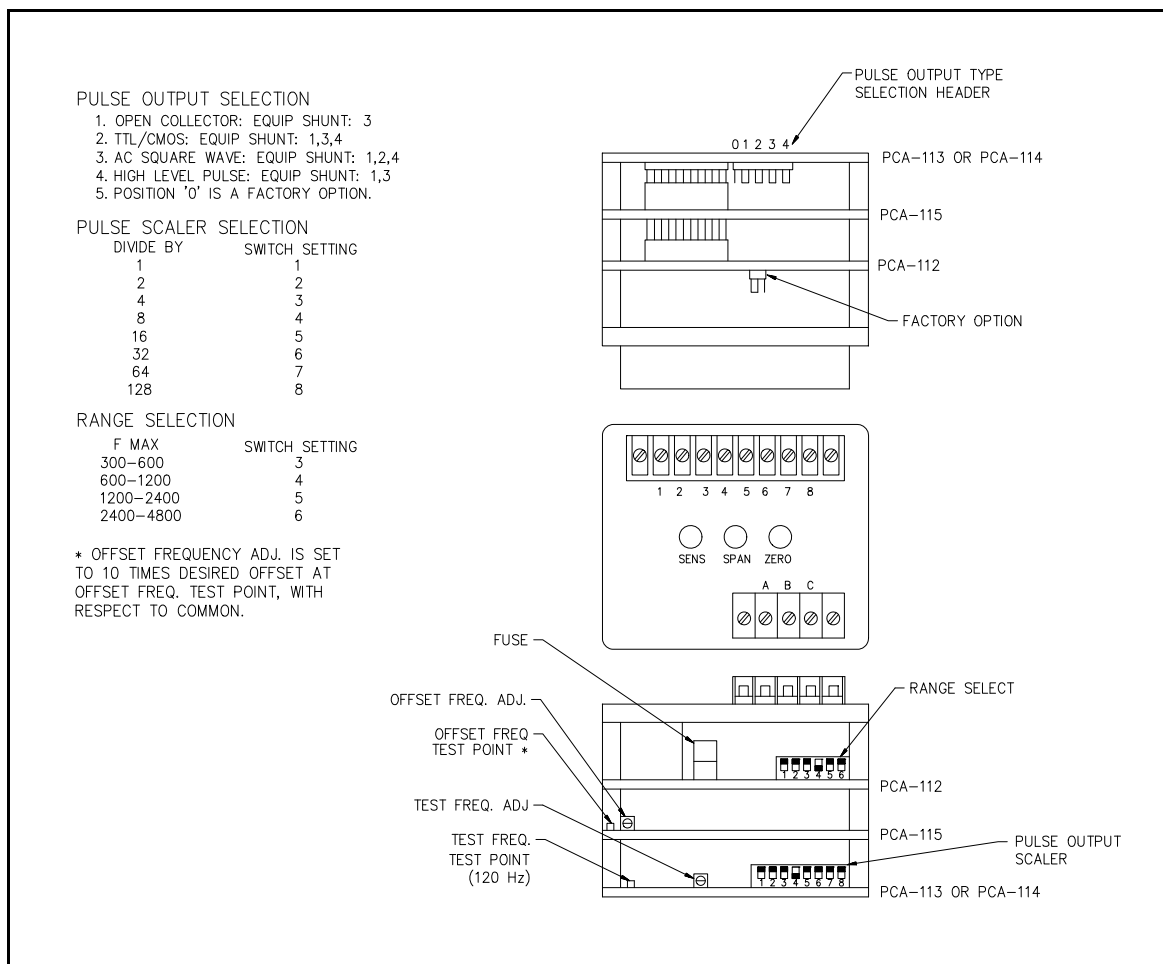 PULSE OUTPUT SELECTION
1. OPEN COLLECTOR: EQUIP SHUNT: 3
2. TTL/CMOS: EQUIP SHUNT: 1,3,4
3. AC SQUARE WAVE: EQUIP SHUNT: 1,2,4
4. HIGH LEVEL PULSE: EQUIP SHUNT: 1,3
5. POSITION '0' IS A FACTORY OPTION.
PULSE SCALER SELECTION
DIVIDE BY SWITCH SETTING
1 1
2 2
4 3
8 4
16 5
32 6
64 7
128 8
RANGE SELECTION
F MAX SWITCH SETTING
300-600 3
600-1200 4
1200-2400 5
2400-4800 6
* OFFSET FREQUENCY ADJ. IS SET
TO 10 TIMES DESIRED OFFSET AT
OFFSET FREQ. TEST POINT, WITH
RESPECT TO COMMON.
PULSE OUTPUT TYPE
SELECTION HEADER
0 1 2 3 4
PCA-113 OR PCA-114
PCA-115
PCA-112
FACTORY OPTION
1 2 3 4 5 6 7 8
SENS SPAN ZERO
A B C
FUSE
OFFSET FREQ. ADJ.
OFFSET FREQ
TEST POINT *
TEST FREQ. ADJ
TEST FREQ.
TEST POINT
(120 Hz)
RANGE SELECT
1 2 3 4 5 6
PCA-112
PCA-115
PULSE OUTPUT
SCALER
1 2 3 4 5 6 7 8
PCA-113 OR PCA-114